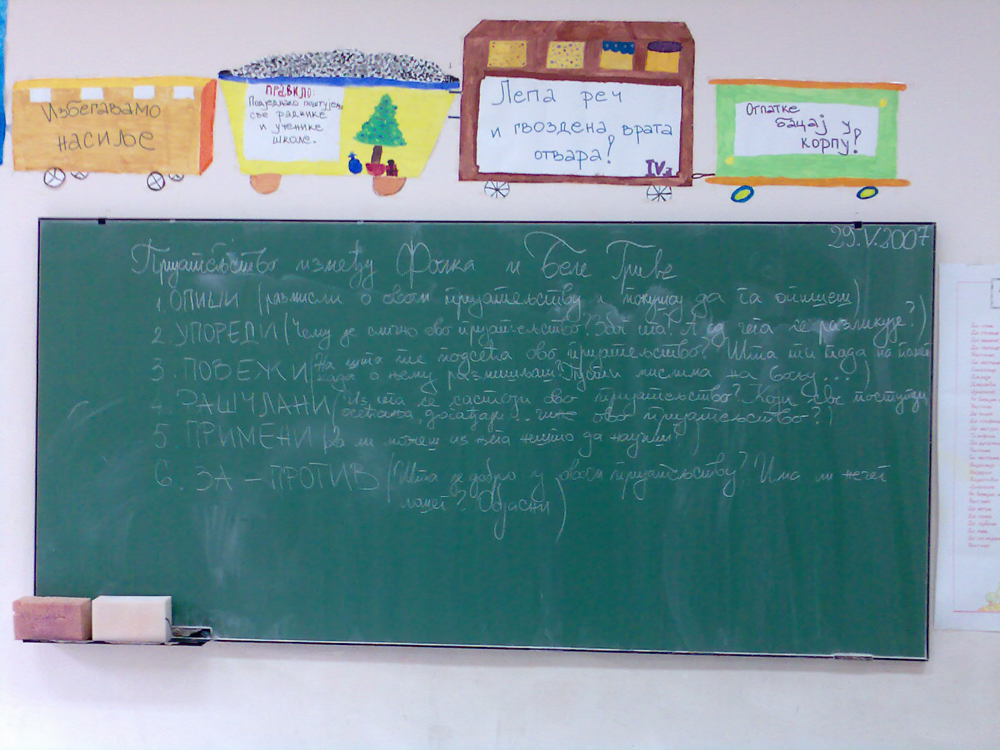 Избегавамо
насиље
ПРАВИЛО:
Подједнако поштујемо
све раднике
и ученике
школе.
Лепа реч
и гвоздена врата
отвара!
IV3
Отпатке
бацај у
корпу!
29.V.2007
Пријатељство између Фолка и Беле Гриве
1. ОПИШИ (размисли о овом пријатељству и покушај да га опишеш)
2. УПОРЕДИ (Чему је слично ово пријатељство? Због чега? А од чега се разликује?)
3. ПОВЕЖИ (На шта те подсећа ово пријатељство? Шта ти пада на памет
када о њему размишљаш? Пусти мислима на вољу...)
4. РАШЧЛАНИ (Из чега се састоји ово пријатељство? Који све поступци,
осећања, догађаји.. чине ово пријатељство?)
5 ПРИМЕНИ (Да ли можеш из њега нешто да научиш?)
6. ЗА – ПРОТИВ (Шта је добро у овом пријатељству? Има ли нечег
лошег? Објасни)